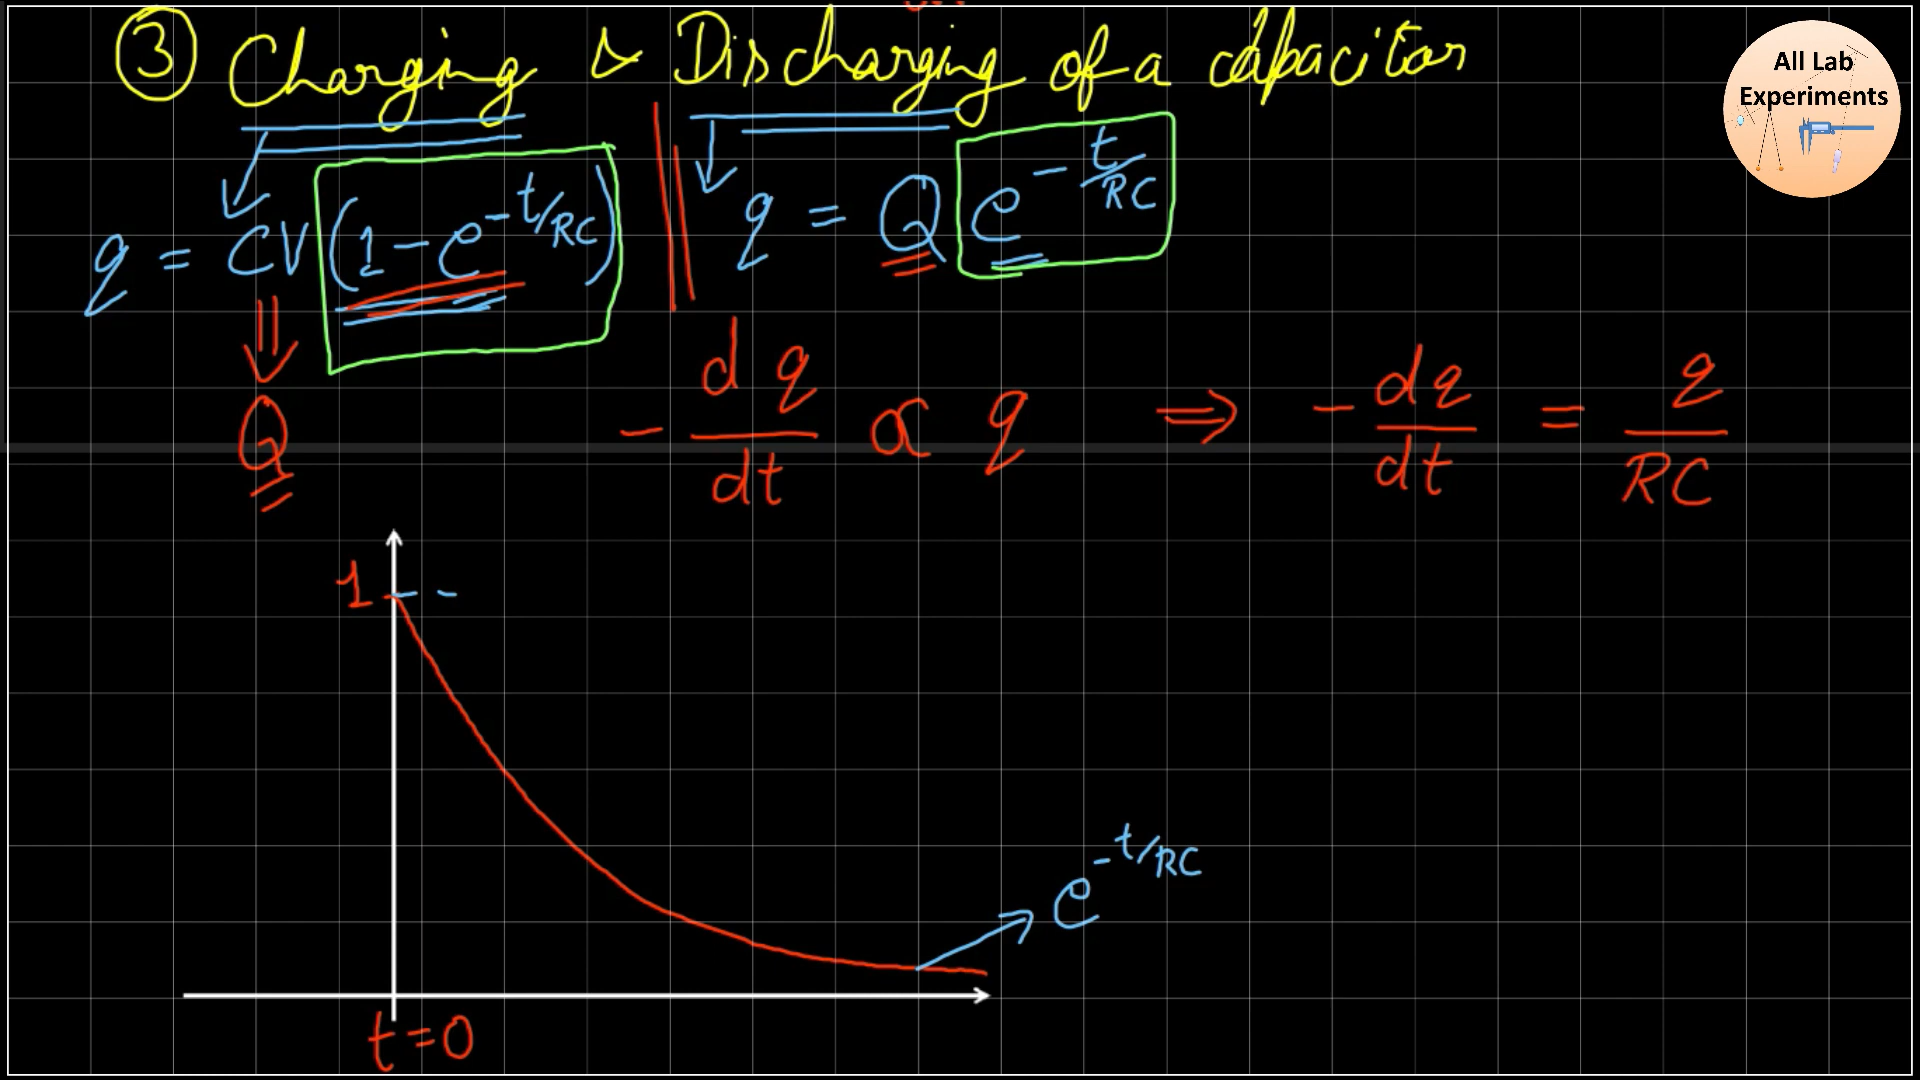 ③ Charging & Discharging of a capacitor
All Lab
Experiments
q = CV (1 - e^{-t/RC})
q = Q e^{-t/RC}
Q
- dq/dt ∝ q ⇒ - dq/dt = q/RC
1
e^{-t/RC}
t = 0